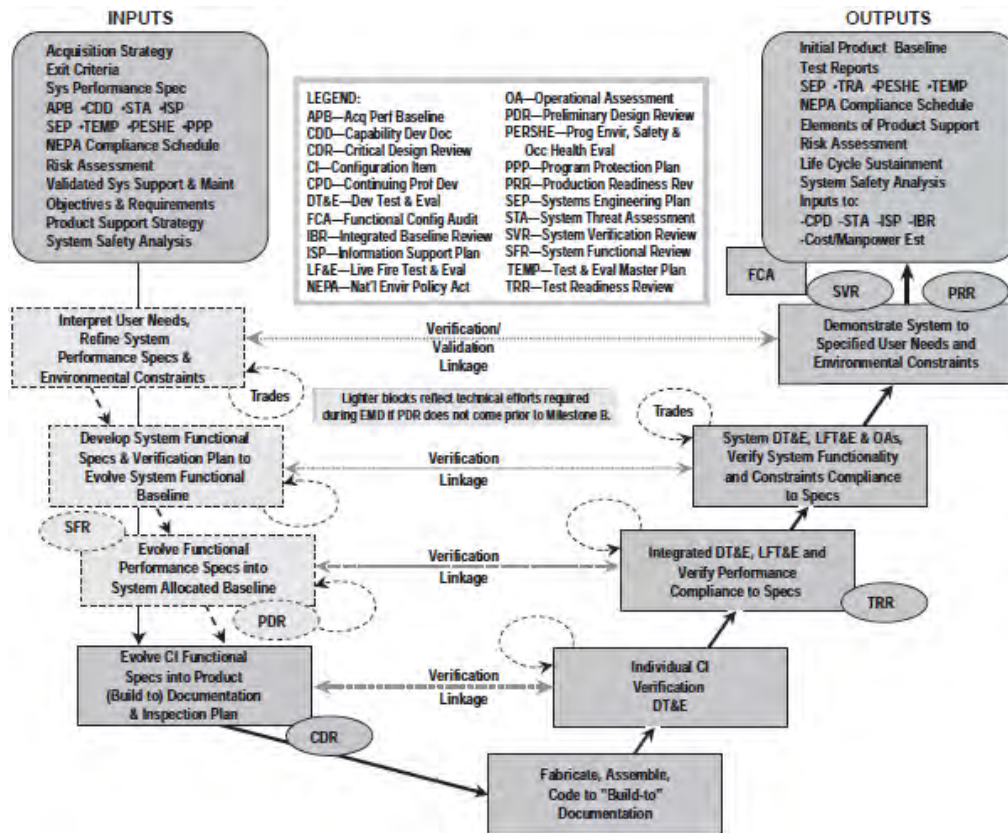 INPUTS
Acquisition Strategy
Exit Criteria
Sys Performance Spec
APB •CDD •STA •ISP
SEP •TEMP •PESHE •PPP
NEPA Compliance Schedule
Risk Assessment
Validated Sys Support & Maint
Objectives & Requirements
Product Support Strategy
System Safety Analysis
LEGEND:
APB—Acq Perf Baseline
CDD—Capability Dev Doc
CDR—Critical Design Review
CI—Configuration Item
CPD—Continuing Prof Dev
DT&E—Dev Test & Eval
FCA—Functional Config Audit
IBR—Integrated Baseline Review
ISP—Information Support Plan
LF&E—Live Fire Test & Eval
NEPA—Nat'l Envir Policy Act
OA—Operational Assessment
PDR—Preliminary Design Review
PERSHE—Prog Envir, Safety &
Occ Health Eval
PPP—Program Protection Plan
PRR—Production Readiness Rev
SEP—Systems Engineering Plan
STA—System Threat Assessment
SVR—System Verification Review
SFR—System Functional Review
TEMP—Test & Eval Master Plan
TRR—Test Readiness Review
OUTPUTS
Initial Product Baseline
Test Reports
SEP •TRA •PESHE •TEMP
NEPA Compliance Schedule
Elements of Product Support
Risk Assessment
Life Cycle Sustainment
System Safety Analysis
Inputs to:
-CPD -STA -ISP -IBR
-Cost/Manpower Est
FCA
SVR
PRR
Interpret User Needs,
Refine System
Performance Specs &
Environmental Constraints
Verification/
Validation
Linkage
Demonstrate System to
Specified User Needs and
Environmental Constraints
Trades
Lighter blocks reflect technical efforts required
during EMD if PDR does not come prior to Milestone B.
Trades
Develop System Functional
Specs & Verification Plan to
Evolve System Functional
Baseline
Verification
Linkage
System DT&E, LFT&E & OAs,
Verify System Functionality
and Constraints Compliance
to Specs
SFR
Evolve Functional
Performance Specs into
System Allocated Baseline
Verification
Linkage
Integrated DT&E, LFT&E and
Verify Performance
Compliance to Specs
TRR
PDR
Evolve CI Functional
Specs into Product
(Build to) Documentation
& Inspection Plan
Verification
Linkage
Individual CI
Verification
DT&E
CDR
Fabricate, Assemble,
Code to "Build-to"
Documentation